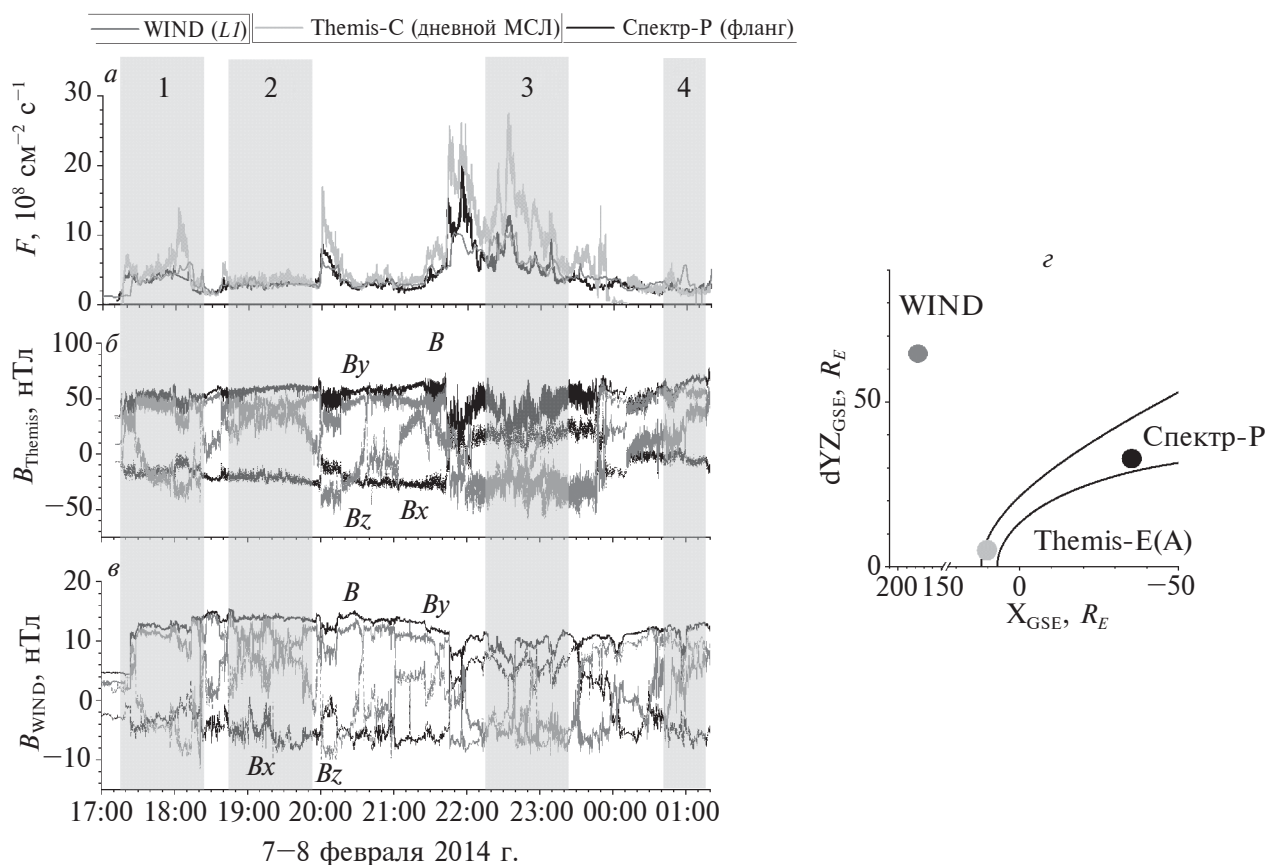 WIND (L1) Themis-C (дневной МСЛ) Спектр-Р (фланг)
а
1 2 3 4
F, 10⁸ см⁻² с⁻¹
30
20
10
0
б
B_Themis, нТл
100
50
0
−50
By B
Bz Bx
в
B_WIND, нТл
20
10
0
−10
B By
Bx Bz
17:00 18:00 19:00 20:00 21:00 22:00 23:00 00:00 01:00
7−8 февраля 2014 г.
г
dYZ_GSE, R_E
50
0
WIND
Спектр-Р
Themis-E(A)
200 150 0 −50
X_GSE, R_E